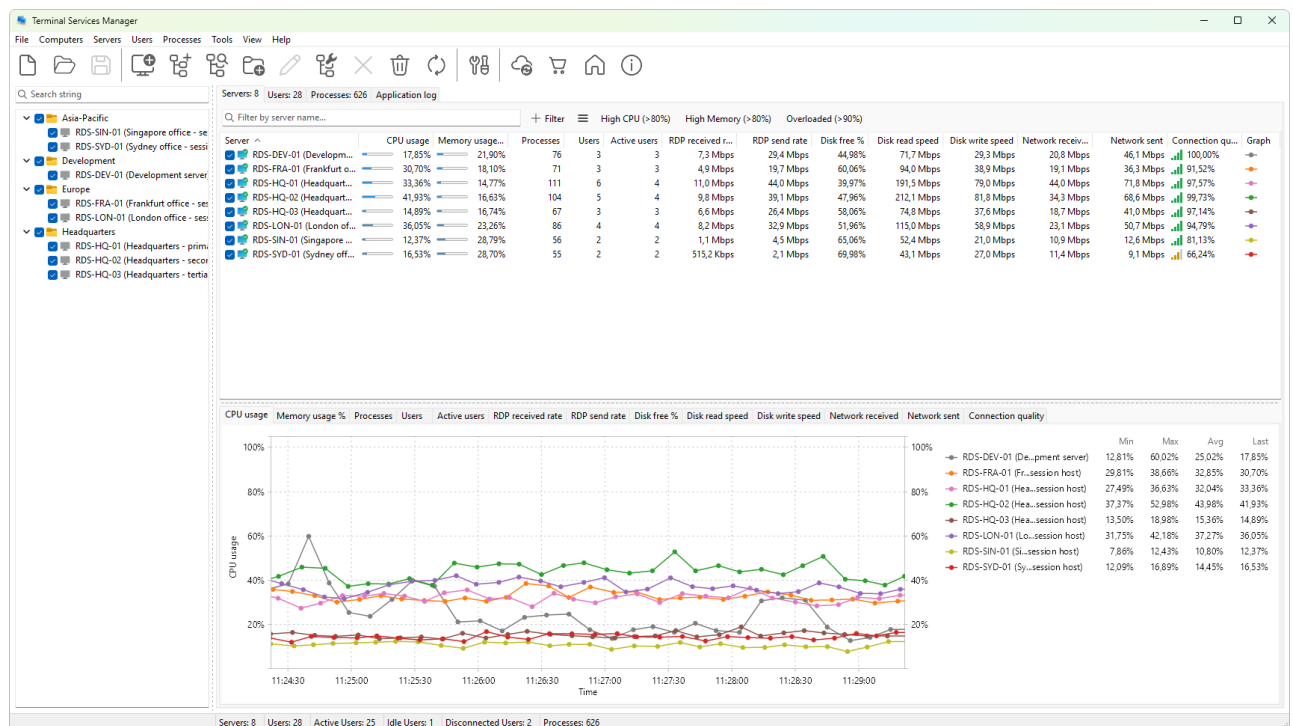 Terminal Services Manager
File Computers Servers Users Processes Tools View Help
Search string
Asia-Pacific
RDS-SIN-01 (Singapore office - se
RDS-SYD-01 (Sydney office - sessi
Development
RDS-DEV-01 (Development server)
Europe
RDS-FRA-01 (Frankfurt office - ses
RDS-LON-01 (London office - sess
Headquarters
RDS-HQ-01 (Headquarters - prima
RDS-HQ-02 (Headquarters - secon
RDS-HQ-03 (Headquarters - tertia
Servers: 8 Users: 28 Processes: 626 Application log
Filter by server name... Filter High CPU (>80%) High Memory (>80%) Overloaded (>90%)
Server CPU usage Memory usage... Processes Users Active users RDP received r... RDP send rate Disk free % Disk read speed Disk write speed Network receiv... Network sent Connection qu... Graph
RDS-DEV-01 (Developm... 17,85% 21,90% 76 3 3 7,3 Mbps 29,4 Mbps 44,98% 71,7 Mbps 29,3 Mbps 20,8 Mbps 46,1 Mbps 100,00%
RDS-FRA-01 (Frankfurt o... 30,70% 18,10% 71 3 3 4,9 Mbps 19,7 Mbps 60,06% 94,0 Mbps 38,9 Mbps 19,1 Mbps 36,3 Mbps 91,52%
RDS-HQ-01 (Headquart... 33,36% 14,77% 111 6 4 11,0 Mbps 44,0 Mbps 39,97% 191,5 Mbps 79,0 Mbps 44,0 Mbps 71,8 Mbps 97,57%
RDS-HQ-02 (Headquart... 41,93% 16,63% 104 5 4 9,8 Mbps 39,1 Mbps 47,96% 212,1 Mbps 81,8 Mbps 34,3 Mbps 68,6 Mbps 99,73%
RDS-HQ-03 (Headquart... 14,89% 16,74% 67 3 3 6,6 Mbps 26,4 Mbps 58,06% 74,8 Mbps 37,6 Mbps 18,7 Mbps 41,0 Mbps 97,14%
RDS-LON-01 (London of... 36,05% 23,26% 86 4 4 8,2 Mbps 32,9 Mbps 51,96% 115,0 Mbps 58,9 Mbps 23,1 Mbps 50,7 Mbps 94,79%
RDS-SIN-01 (Singapore ... 12,37% 28,79% 56 2 2 1,1 Mbps 4,5 Mbps 65,06% 52,4 Mbps 21,0 Mbps 10,9 Mbps 12,6 Mbps 81,13%
RDS-SYD-01 (Sydney off... 16,53% 28,70% 55 2 2 515,2 Kbps 2,1 Mbps 69,98% 43,1 Mbps 27,0 Mbps 11,4 Mbps 9,1 Mbps 66,24%
CPU usage Memory usage % Processes Users Active users RDP received rate RDP send rate Disk free % Disk read speed Disk write speed Network received Network sent Connection quality
100% 100%
80% 80%
60% 60%
40% 40%
20% 20%
CPU usage
11:24:30 11:25:00 11:25:30 11:26:00 11:26:30 11:27:00 11:27:30 11:28:00 11:28:30 11:29:00
Time
Min Max Avg Last
RDS-DEV-01 (De...pment server) 12,81% 60,02% 25,02% 17,85%
RDS-FRA-01 (Fr...session host) 29,81% 38,66% 32,85% 30,70%
RDS-HQ-01 (Hea...session host) 27,49% 36,63% 32,04% 33,36%
RDS-HQ-02 (Hea...session host) 37,37% 52,98% 43,98% 41,93%
RDS-HQ-03 (Hea...session host) 13,50% 18,98% 15,36% 14,89%
RDS-LON-01 (Lo...session host) 31,75% 42,18% 37,27% 36,05%
RDS-SIN-01 (Si...session host) 7,86% 12,43% 10,80% 12,37%
RDS-SYD-01 (Sy...session host) 12,09% 16,89% 14,45% 16,53%
Servers: 8 Users: 28 Active Users: 25 Idle Users: 1 Disconnected Users: 2 Processes: 626